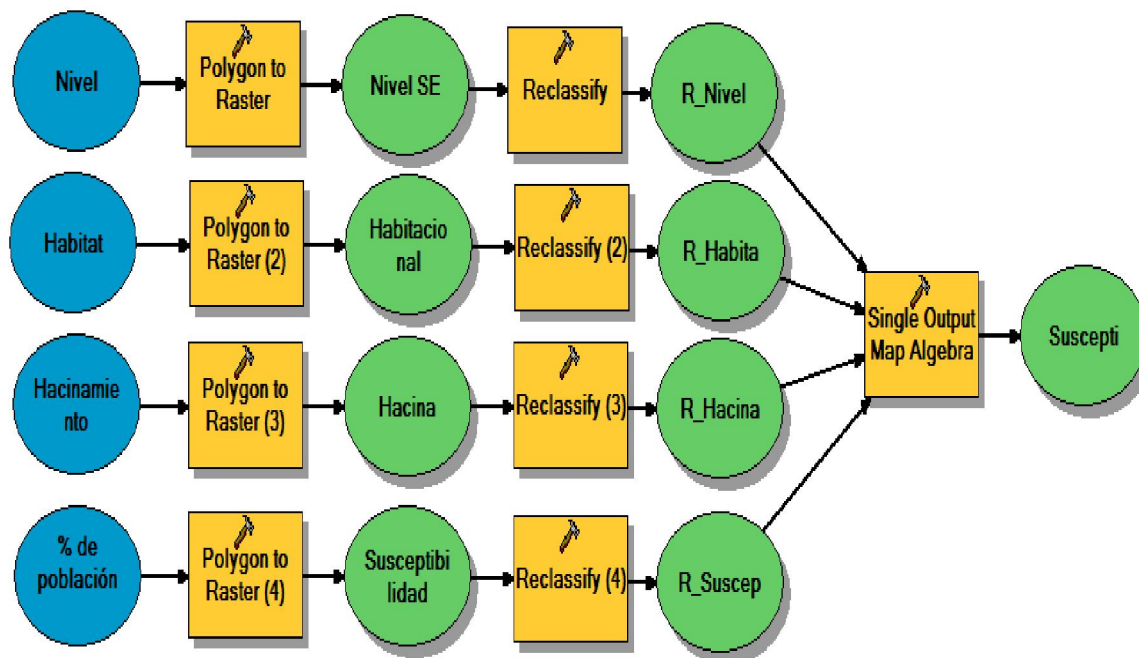 Nivel
Polygon to
Raster
Nivel SE
Reclassify
R_Nivel
Habitat
Polygon to
Raster (2)
Habitacio
nal
Reclassify (2)
R_Habita
Single Output
Map Algebra
Suscepti
Hacinamie
nto
Polygon to
Raster (3)
Hacina
Reclassify (3)
R_Hacina
% de
población
Polygon to
Raster (4)
Susceptibi
lidad
Reclassify (4)
R_Suscep